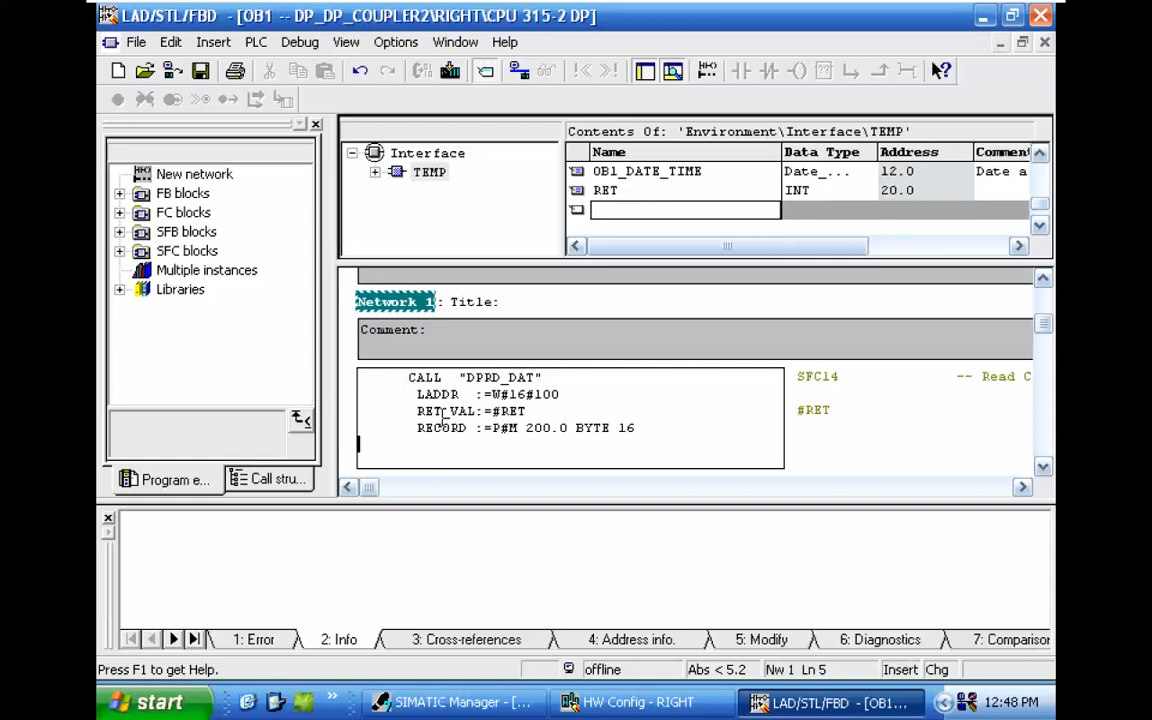 LAD/STL/FBD - [OB1 -- DP_DP_COUPLER2\RIGHT\CPU 315-2 DP]
File Edit Insert PLC Debug View Options Window Help
New network
FB blocks
FC blocks
SFB blocks
SFC blocks
Multiple instances
Libraries
Program e...
Call stru...
Interface
TEMP
Contents Of: 'Environment\Interface\TEMP'
Name Data Type Address Commen
OB1_DATE_TIME Date_... 12.0 Date a
RET INT 20.0
Network 1: Title:
Comment:
CALL "DPRD_DAT" SFC14 -- Read C
LADDR :=W#16#100
RET_VAL:=#RET #RET
RECORD :=P#M 200.0 BYTE 16
1: Error 2: Info 3: Cross-references 4: Address info. 5: Modify 6: Diagnostics 7: Comparison
Press F1 to get Help. offline Abs < 5.2 Nw 1 Ln 5 Insert Chg
start SIMATIC Manager - [... HW Config - RIGHT LAD/STL/FBD - [OB1... 12:48 PM